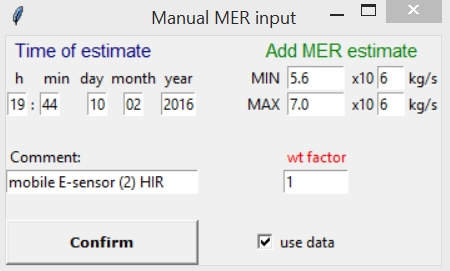 Manual MER input
Time of estimate
Add MER estimate
h min day month year
19 : 44 10 02 2016
MIN 5.6 x10 6 kg/s
MAX 7.0 x10 6 kg/s
Comment:
wt factor
mobile E-sensor (2) HIR
1
Confirm
use data